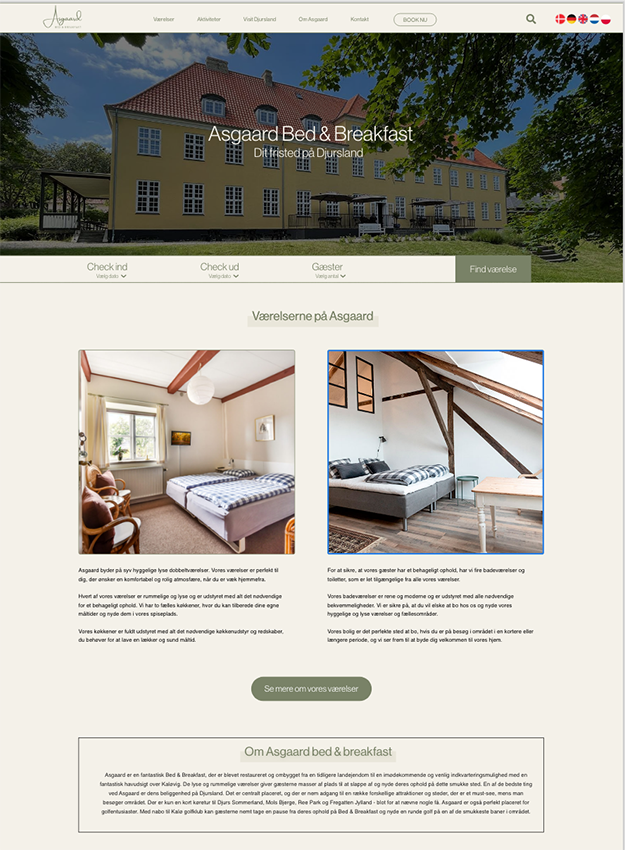 Asgaard
BED & BREAKFAST
Værelser Aktiviteter Visit Djursland Om Asgaard Kontakt BOOK NU
Asgaard Bed & Breakfast
Dit fristed på Djursland
Check ind Check ud Gæster Find værelse
Vælg dato Vælg dato Vælg antal
Værelserne på Asgaard
Asgaard byder på syv hyggelige lyse dobbeltværelser. Vores værelser er perfekt til
dig, der ønsker en komfortabel og rolig atmosfære, når du er væk hjemmefra.
Hvert af vores værelser er rummelige og lyse og er udstyret med alt det nødvendige
for et behageligt ophold. Vi har to fælles køkkener, hvor du kan tilberede dine egne
måltider og nyde dem i vores spiseplads.
Vores køkkener er fuldt udstyret med alt det nødvendige køkkenudstyr og redskaber,
du behøver for at lave en lækker og sund måltid.
For at sikre, at vores gæster har et behageligt ophold, har vi fire badeværelser og
toiletter, som er let tilgængelige fra alle vores værelser.
Vores badeværelser er rene og moderne og er udstyret med alle nødvendige
bekvemmeligheder. Vi er sikre på, at du vil elske at bo hos os og nyde vores
hyggelige og lyse værelser og fællesområder.
Vores bolig er det perfekte sted at bo, hvis du er på besøg i området i en kortere eller
længere periode, og vi ser frem til at byde dig velkommen til vores hjem.
Se mere om vores værelser
Om Asgaard bed & breakfast
Asgaard er en fantastisk Bed & Breakfast, der er blevet restaureret og ombygget fra en tidligere landejendom til en imødekommende og venlig indkvarteringsmulighed med en
fantastisk havudsigt over Kaløvig. De lyse og rummelige værelser giver gæsterne masser af plads til at slappe af og nyde deres ophold på dette smukke sted. En af de bedste ting
ved Asgaard er dens beliggenhed på Djursland. Det er centralt placeret, og der er nem adgang til en række forskellige attraktioner og steder, der er et must-see, mens man
besøger området. Der er kun en kort køretur til Djurs Sommerland, Mols Bjerge, Ree Park og Fregatten Jylland - blot for at nævne nogle få. Asgaard er også perfekt placeret for
golfentusiaster. Med nabo til Kalø golfklub kan gæsterne nemt tage en pause fra deres ophold på Bed & Breakfast og nyde en runde golf på en af de smukkeste baner i området.